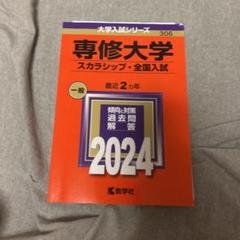 大学入試シリーズ
306
専修大学
スカラシップ・全国入試
一般
最近2カ年
傾向と対策
過去問
解答
2024
教学社